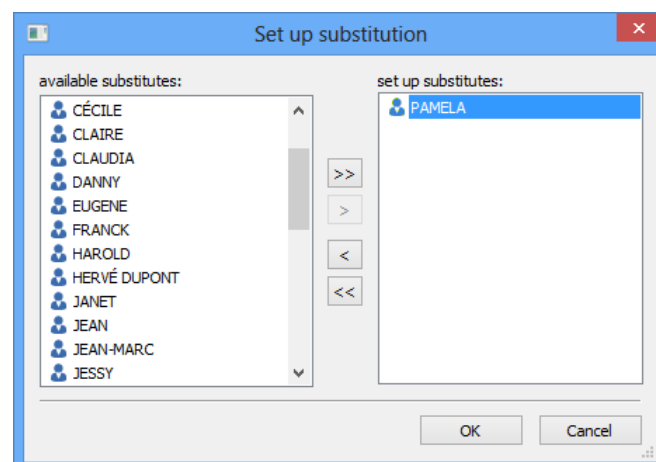 Set up substitution
x
available substitutes:
CÉCILE
CLAIRE
CLAUDIA
DANNY
EUGENE
FRANCK
HAROLD
HERVÉ DUPONT
JANET
JEAN
JEAN-MARC
JESSY
>>
>
<
<<
set up substitutes:
PAMELA
OK
Cancel